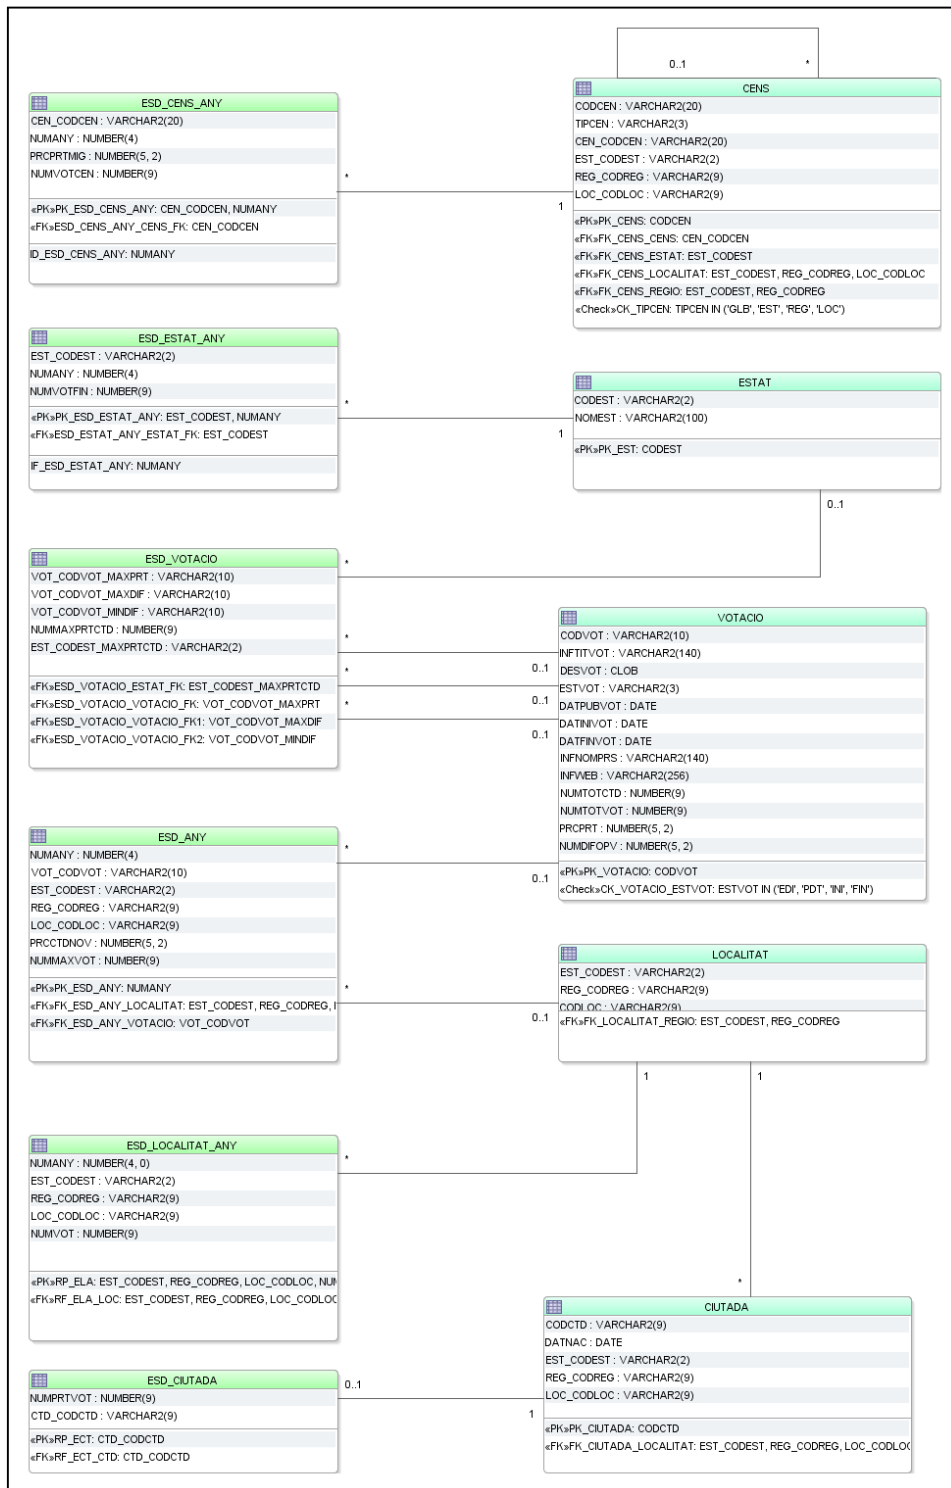 0..1
*
ESD_CENS_ANY
CEN_CODCEN : VARCHAR2(20)
NUMANY : NUMBER(4)
PRCPRTMIG : NUMBER(5, 2)
NUMVOTCEN : NUMBER(9)
«PK»PK_ESD_CENS_ANY: CEN_CODCEN, NUMANY
«FK»ESD_CENS_ANY_CENS_FK: CEN_CODCEN
ID_ESD_CENS_ANY: NUMANY
*
1
CENS
CODCEN : VARCHAR2(20)
TIPCEN : VARCHAR2(3)
CEN_CODCEN : VARCHAR2(20)
EST_CODEST : VARCHAR2(2)
REG_CODREG : VARCHAR2(9)
LOC_CODLOC : VARCHAR2(9)
«PK»PK_CENS: CODCEN
«FK»FK_CENS_CENS: CEN_CODCEN
«FK»FK_CENS_ESTAT: EST_CODEST
«FK»FK_CENS_LOCALITAT: EST_CODEST, REG_CODREG, LOC_CODLOC
«FK»FK_CENS_REGIO: EST_CODEST, REG_CODREG
«Check»CK_TIPCEN: TIPCEN IN ('GLB', 'EST', 'REG', 'LOC')
ESD_ESTAT_ANY
EST_CODEST : VARCHAR2(2)
NUMANY : NUMBER(4)
NUMVOTFIN : NUMBER(9)
«PK»PK_ESD_ESTAT_ANY: EST_CODEST, NUMANY
«FK»ESD_ESTAT_ANY_ESTAT_FK: EST_CODEST
IF_ESD_ESTAT_ANY: NUMANY
*
1
ESTAT
CODEST : VARCHAR2(2)
NOMEST : VARCHAR2(100)
«PK»PK_EST: CODEST
0..1
ESD_VOTACIO
VOT_CODVOT_MAXPRT : VARCHAR2(10)
VOT_CODVOT_MAXDIF : VARCHAR2(10)
VOT_CODVOT_MINDIF : VARCHAR2(10)
NUMMAXPRTCTD : NUMBER(9)
EST_CODEST_MAXPRTCTD : VARCHAR2(2)
«FK»ESD_VOTACIO_ESTAT_FK: EST_CODEST_MAXPRTCTD
«FK»ESD_VOTACIO_VOTACIO_FK: VOT_CODVOT_MAXPRT
«FK»ESD_VOTACIO_VOTACIO_FK1: VOT_CODVOT_MAXDIF
«FK»ESD_VOTACIO_VOTACIO_FK2: VOT_CODVOT_MINDIF
*
*
0..1
*
0..1
*
0..1
VOTACIO
CODVOT : VARCHAR2(10)
INFTITVOT : VARCHAR2(140)
DESVOT : CLOB
ESTVOT : VARCHAR2(3)
DATPUBVOT : DATE
DATINIVOT : DATE
DATFINVOT : DATE
INFNOMPRS : VARCHAR2(140)
INFWEB : VARCHAR2(256)
NUMTOTCTD : NUMBER(9)
NUMTOTVOT : NUMBER(9)
PRCPRT : NUMBER(5, 2)
NUMDIFOPV : NUMBER(5, 2)
«PK»PK_VOTACIO: CODVOT
«Check»CK_VOTACIO_ESTVOT: ESTVOT IN ('EDI', 'PDT', 'INI', 'FIN')
ESD_ANY
NUMANY : NUMBER(4)
VOT_CODVOT : VARCHAR2(10)
EST_CODEST : VARCHAR2(2)
REG_CODREG : VARCHAR2(9)
LOC_CODLOC : VARCHAR2(9)
PRCCTDNOV : NUMBER(5, 2)
NUMMAXVOT : NUMBER(9)
«PK»PK_ESD_ANY: NUMANY
«FK»FK_ESD_ANY_LOCALITAT: EST_CODEST, REG_CODREG,
«FK»FK_ESD_ANY_VOTACIO: VOT_CODVOT
*
0..1
*
0..1
LOCALITAT
EST_CODEST : VARCHAR2(2)
REG_CODREG : VARCHAR2(9)
CODLOC : VARCHAR2(9)
«FK»FK_LOCALITAT_REGIO: EST_CODEST, REG_CODREG
1
1
ESD_LOCALITAT_ANY
NUMANY : NUMBER(4, 0)
EST_CODEST : VARCHAR2(2)
REG_CODREG : VARCHAR2(9)
LOC_CODLOC : VARCHAR2(9)
NUMVOT : NUMBER(9)
«PK»RP_ELA: EST_CODEST, REG_CODREG, LOC_CODLOC,
«FK»RF_ELA_LOC: EST_CODEST, REG_CODREG, LOC_CODLOC
*
*
CIUTADA
CODCTD : VARCHAR2(9)
DATNAC : DATE
EST_CODEST : VARCHAR2(2)
REG_CODREG : VARCHAR2(9)
LOC_CODLOC : VARCHAR2(9)
«PK»PK_CIUTADA: CODCTD
«FK»FK_CIUTADA_LOCALITAT: EST_CODEST, REG_CODREG, LOC_CODLOC
ESD_CIUTADA
NUMPRTVOT : NUMBER(9)
CTD_CODCTD : VARCHAR2(9)
«PK»RP_ECT: CTD_CODCTD
«FK»RF_ECT_CTD: CTD_CODCTD
0..1
1